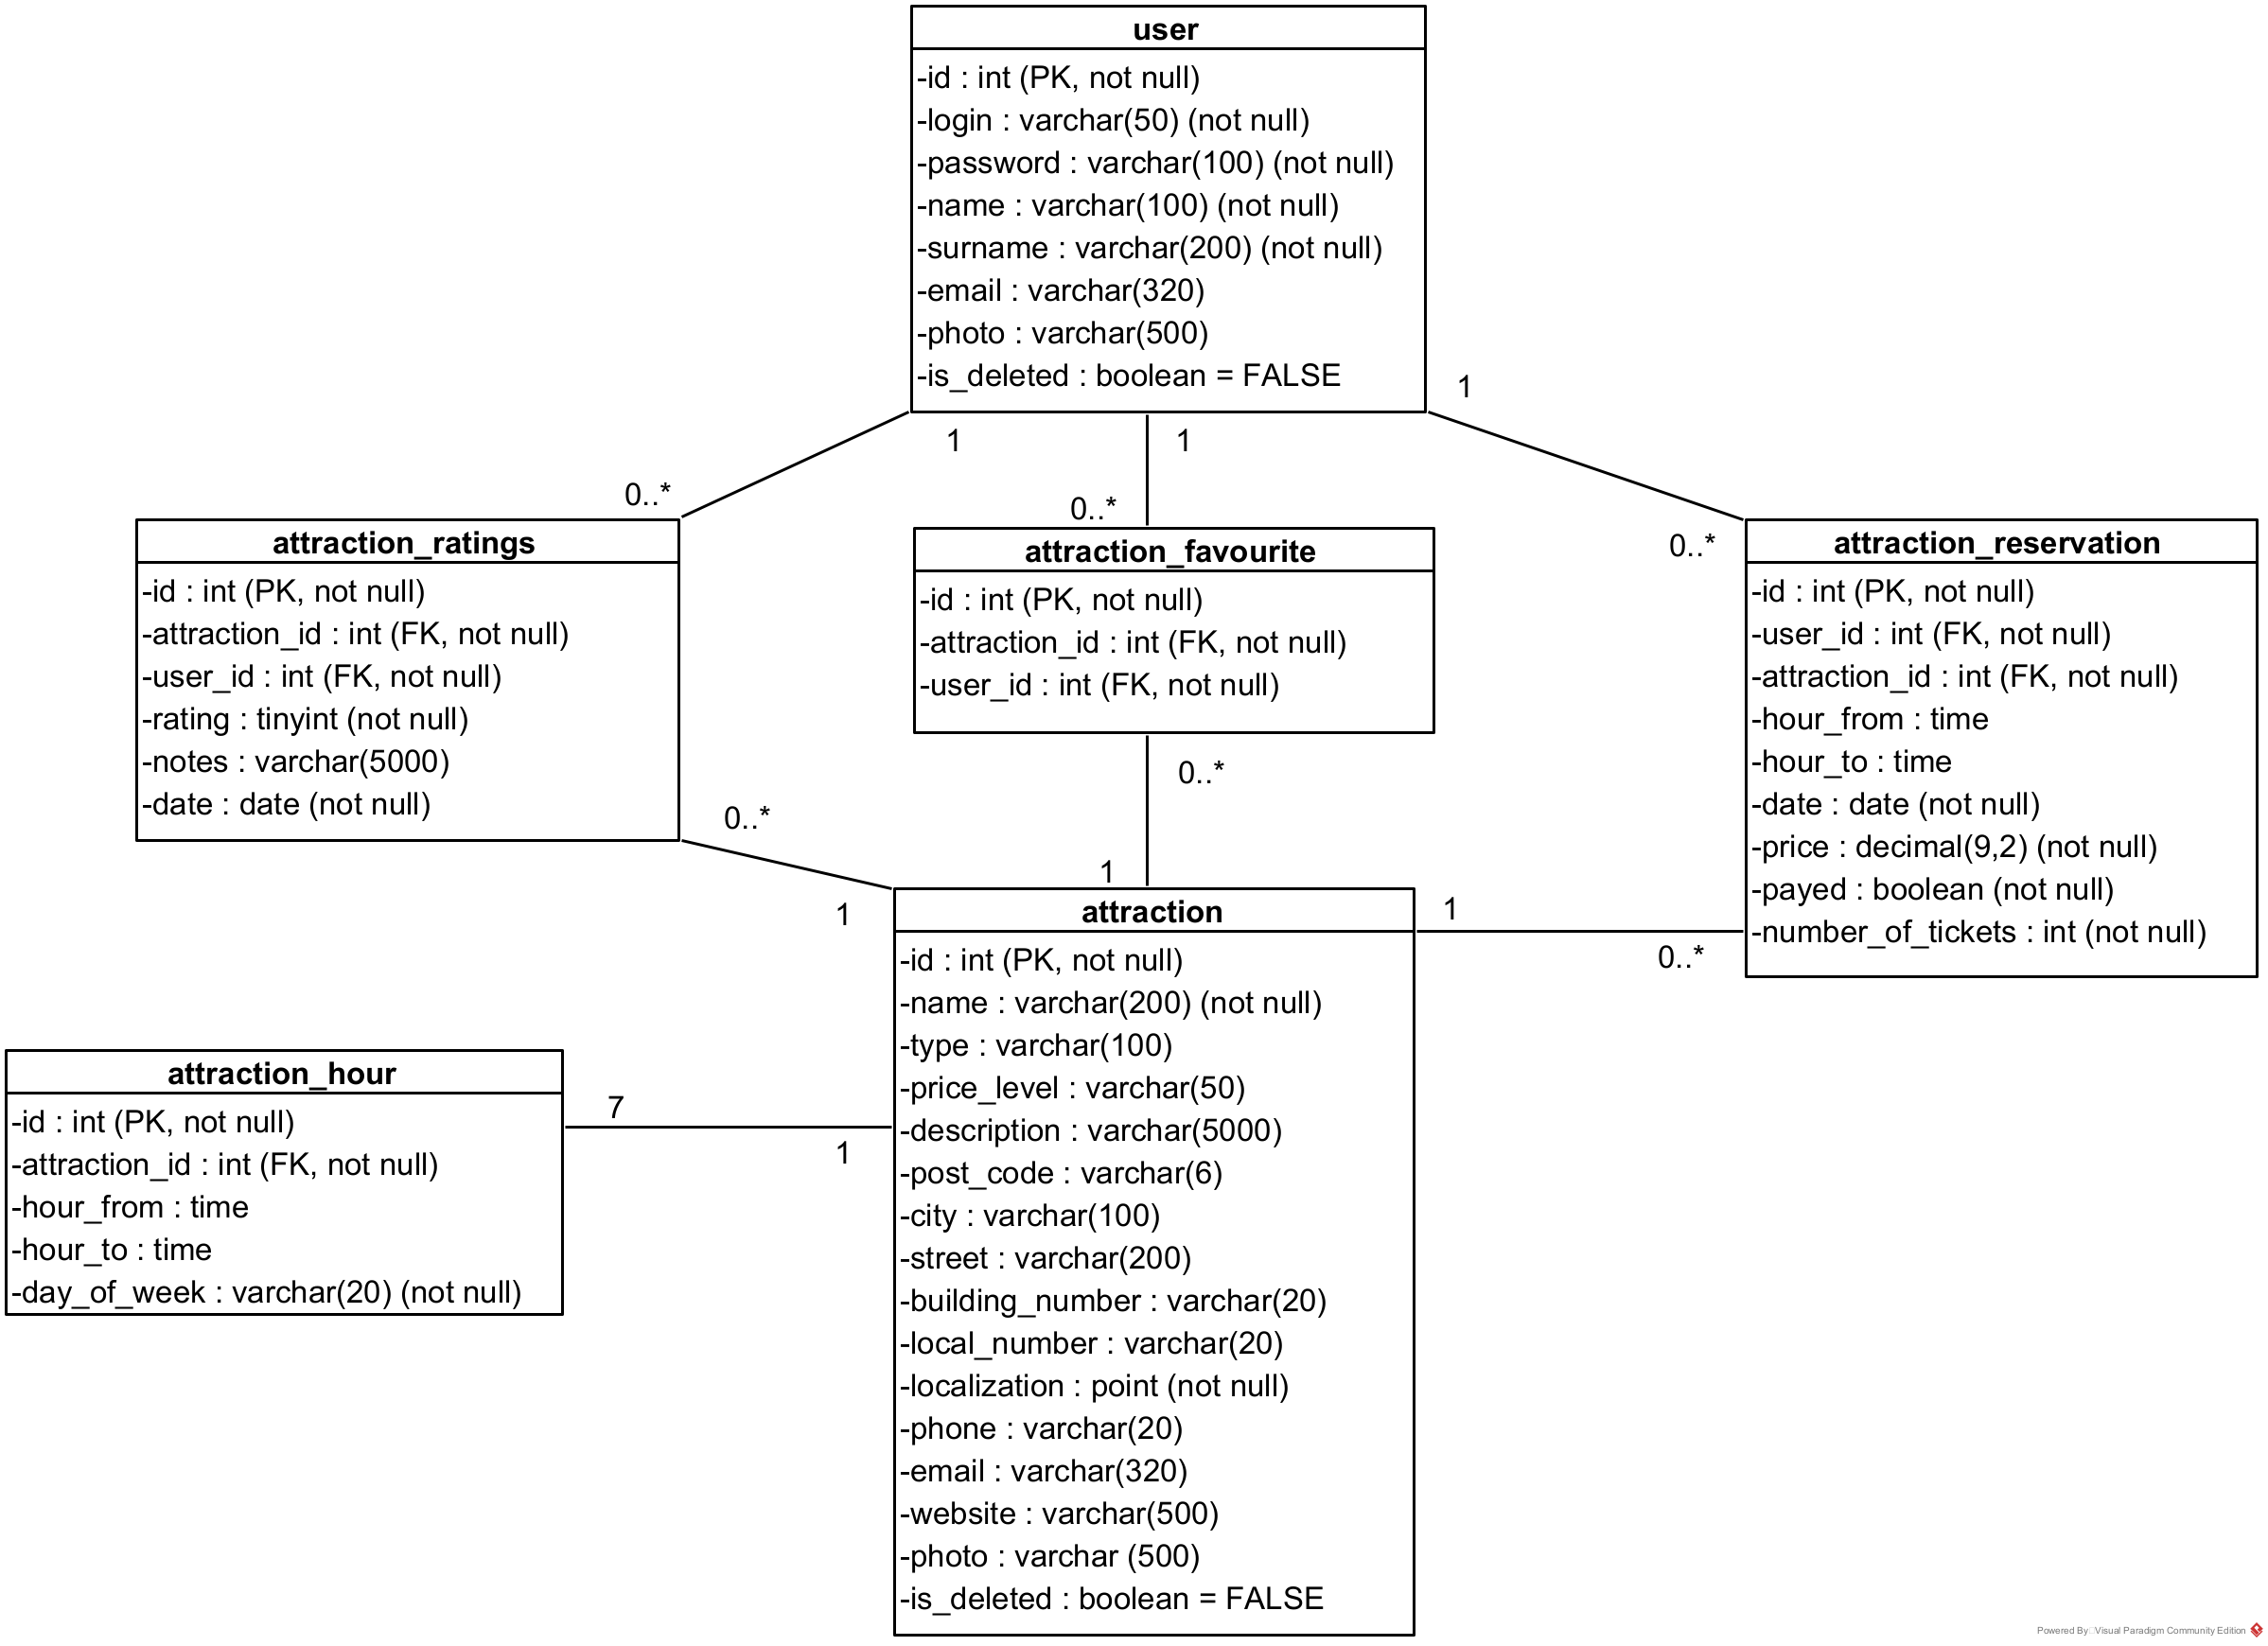 user
-id : int (PK, not null)
-login : varchar(50) (not null)
-password : varchar(100) (not null)
-name : varchar(100) (not null)
-surname : varchar(200) (not null)
-email : varchar(320)
-photo : varchar(500)
-is_deleted : boolean = FALSE
1
1
1
0..*
0..*
0..*
attraction_ratings
-id : int (PK, not null)
-attraction_id : int (FK, not null)
-user_id : int (FK, not null)
-rating : tinyint (not null)
-notes : varchar(5000)
-date : date (not null)
attraction_favourite
-id : int (PK, not null)
-attraction_id : int (FK, not null)
-user_id : int (FK, not null)
attraction_reservation
-id : int (PK, not null)
-user_id : int (FK, not null)
-attraction_id : int (FK, not null)
-hour_from : time
-hour_to : time
-date : date (not null)
-price : decimal(9,2) (not null)
-payed : boolean (not null)
-number_of_tickets : int (not null)
0..*
0..*
1
1
1
0..*
attraction
-id : int (PK, not null)
-name : varchar(200) (not null)
-type : varchar(100)
-price_level : varchar(50)
-description : varchar(5000)
-post_code : varchar(6)
-city : varchar(100)
-street : varchar(200)
-building_number : varchar(20)
-local_number : varchar(20)
-localization : point (not null)
-phone : varchar(20)
-email : varchar(320)
-website : varchar(500)
-photo : varchar (500)
-is_deleted : boolean = FALSE
attraction_hour
-id : int (PK, not null)
-attraction_id : int (FK, not null)
-hour_from : time
-hour_to : time
-day_of_week : varchar(20) (not null)
7
1
Powered By Visual Paradigm Community Edition